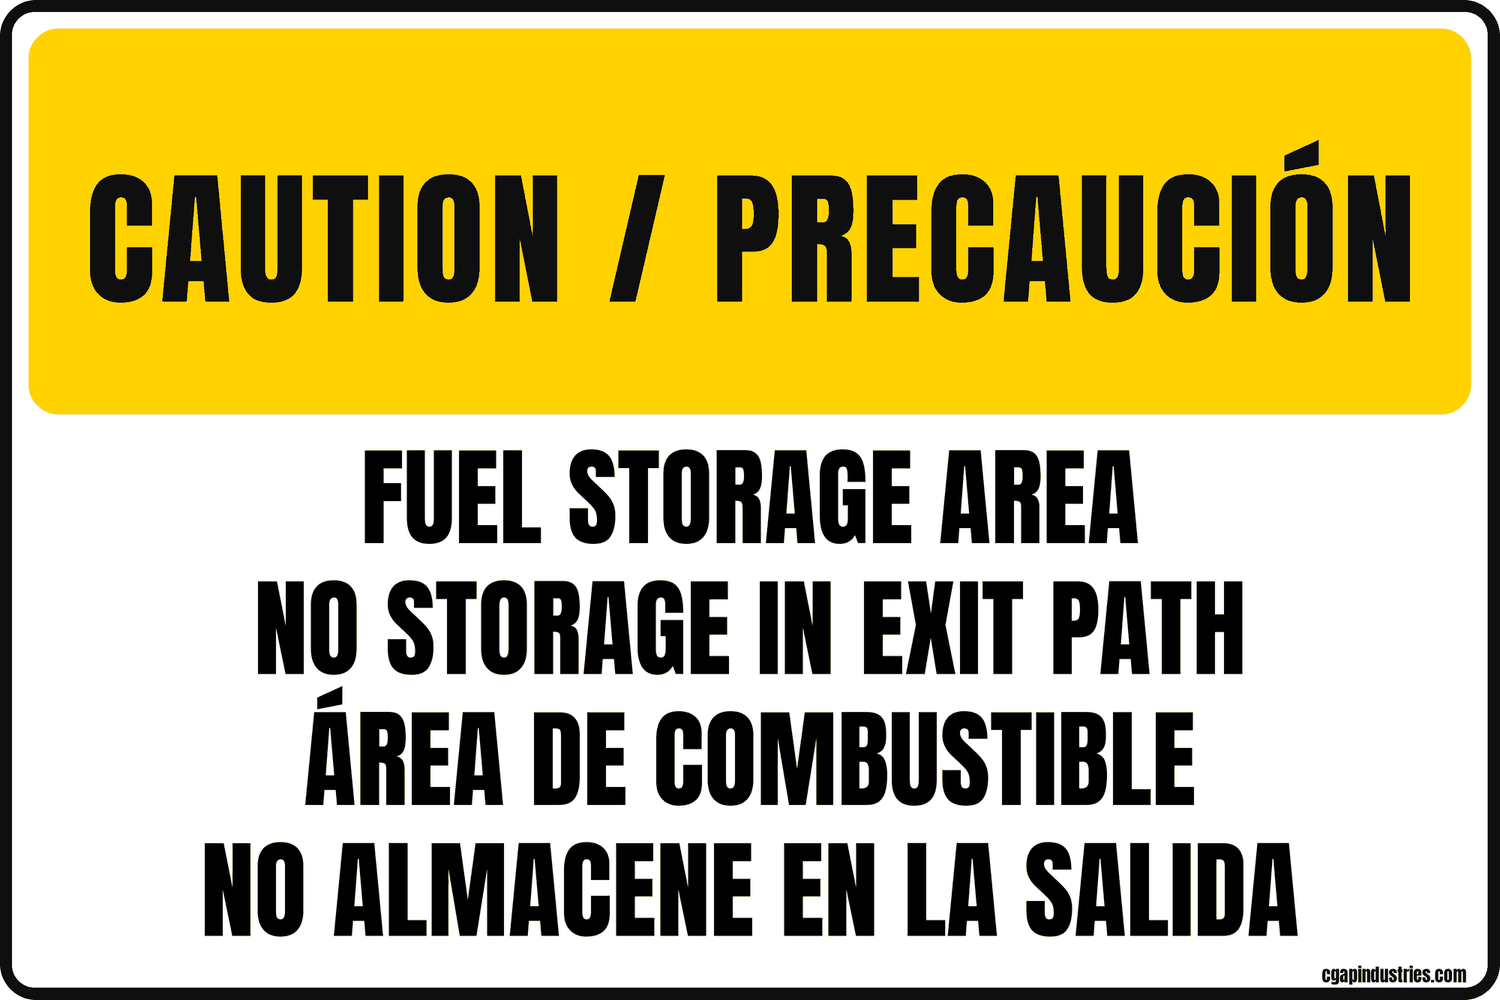 CAUTION / PRECAUCIÓN
FUEL STORAGE AREA
NO STORAGE IN EXIT PATH
ÁREA DE COMBUSTIBLE
NO ALMACENE EN LA SALIDA
cgapindustries.com